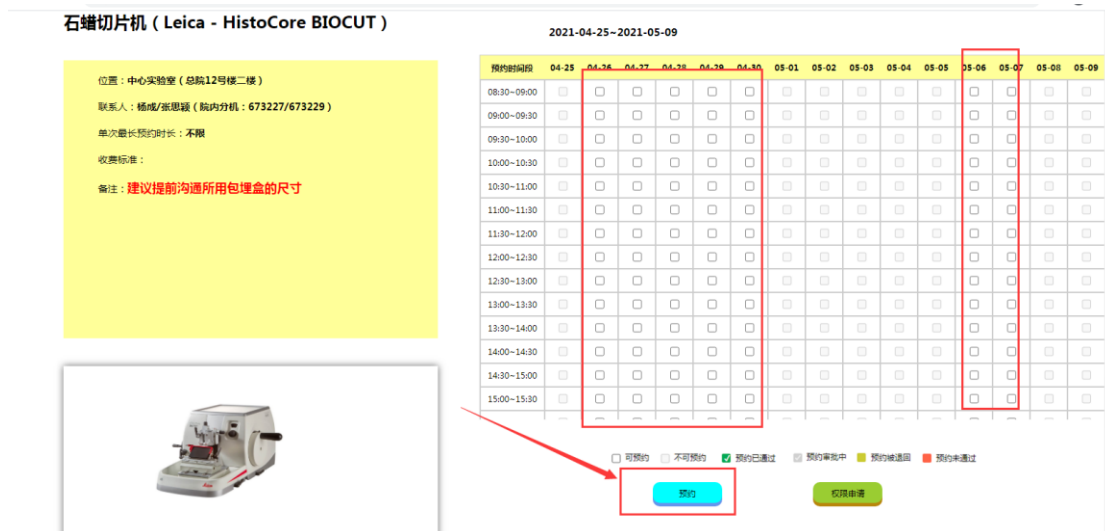 石蜡切片机（Leica - HistoCore BIOCUT）
2021-04-25~2021-05-09
位置：中心实验室（总院12号楼二楼）
联系人：杨成/张思颖（院内分机：673227/673229）
单次最长预约时长：不限
收费标准：
备注：建议提前沟通所用包埋盒的尺寸
预约时间段 04-25 04-26 04-27 04-28 04-29 04-30 05-01 05-02 05-03 05-04 05-05 05-06 05-07 05-08 05-09
08:30~09:00
09:00~09:30
09:30~10:00
10:00~10:30
10:30~11:00
11:00~11:30
11:30~12:00
12:00~12:30
12:30~13:00
13:00~13:30
13:30~14:00
14:00~14:30
14:30~15:00
15:00~15:30
可预约 不可预约 预约已通过 预约审批中 预约被退回 预约未通过
预约 权限申请